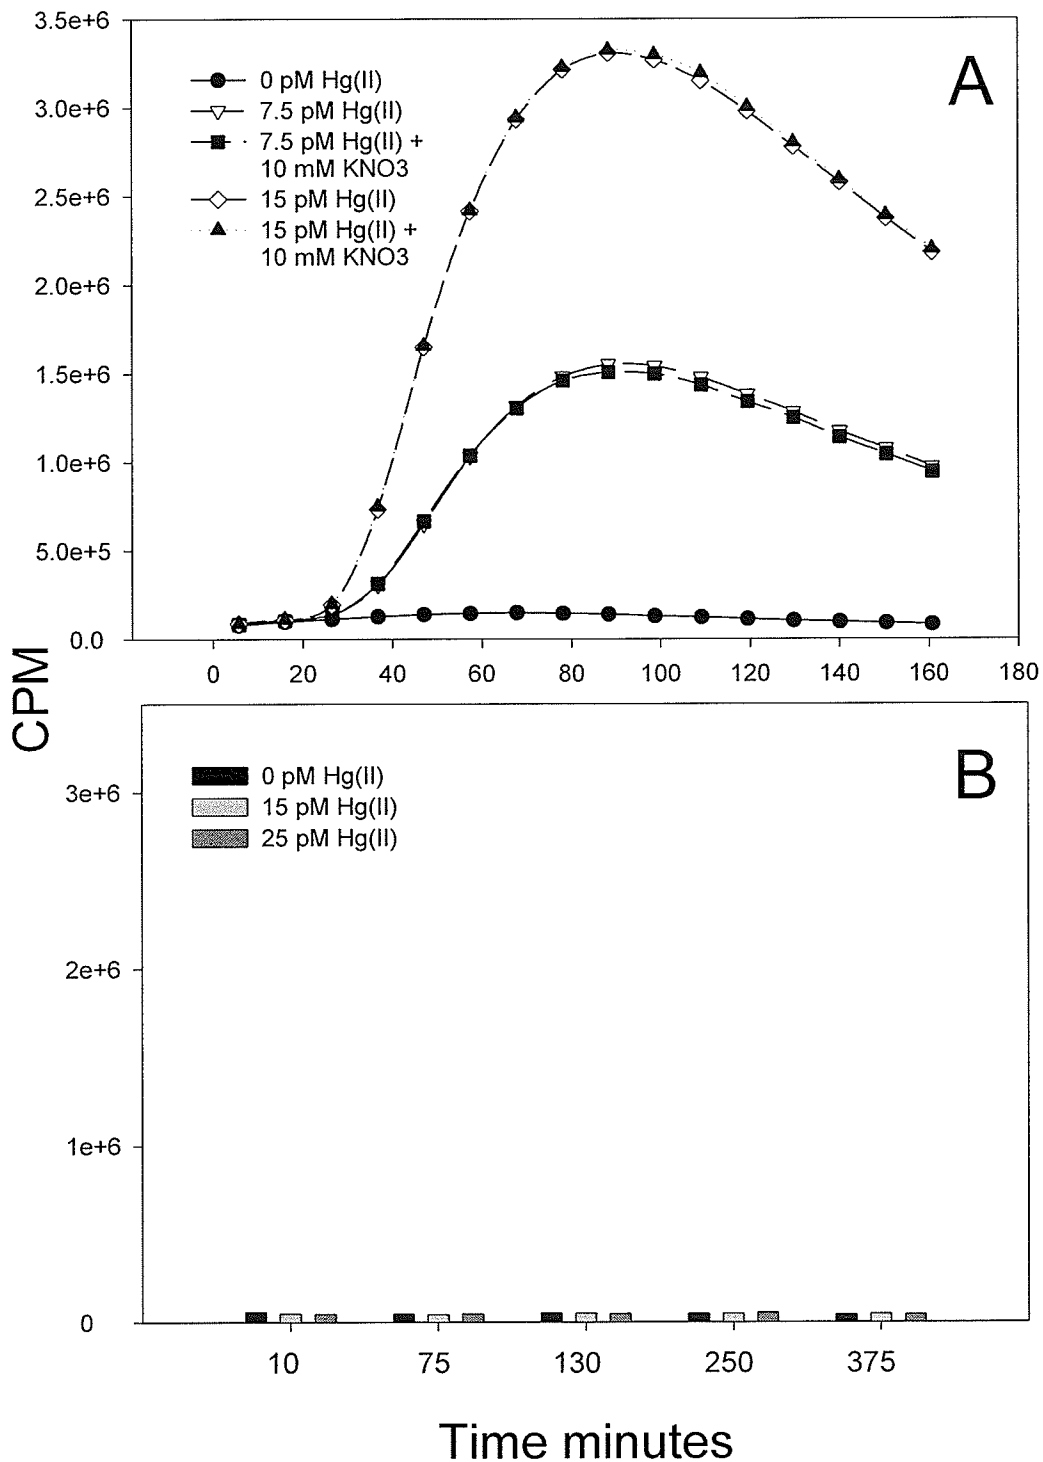 3.5e+6
3.0e+6
2.5e+6
2.0e+6
1.5e+6
1.0e+6
5.0e+5
0.0
A
0 pM Hg(II)
7.5 pM Hg(II)
7.5 pM Hg(II) +
10 mM KNO3
15 pM Hg(II)
15 pM Hg(II) +
10 mM KNO3
0 20 40 60 80 100 120 140 160 180
CPM
B
0 pM Hg(II)
15 pM Hg(II)
25 pM Hg(II)
3e+6
2e+6
1e+6
0
10 75 130 250 375
Time minutes